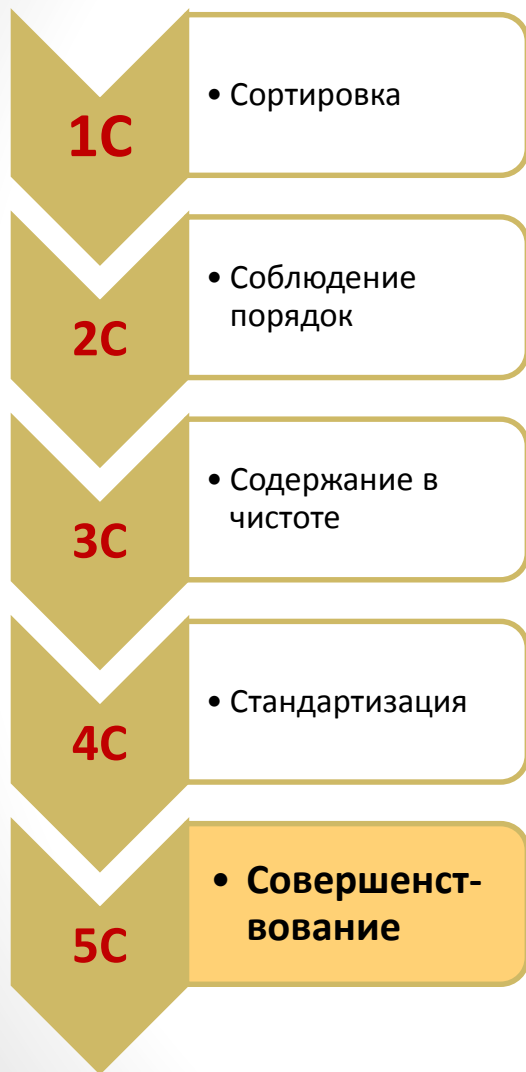 1С
• Сортировка
2С
• Соблюдение
порядок
3С
• Содержание в
чистоте
4С
• Стандартизация
5С
• Совершенст-
вование